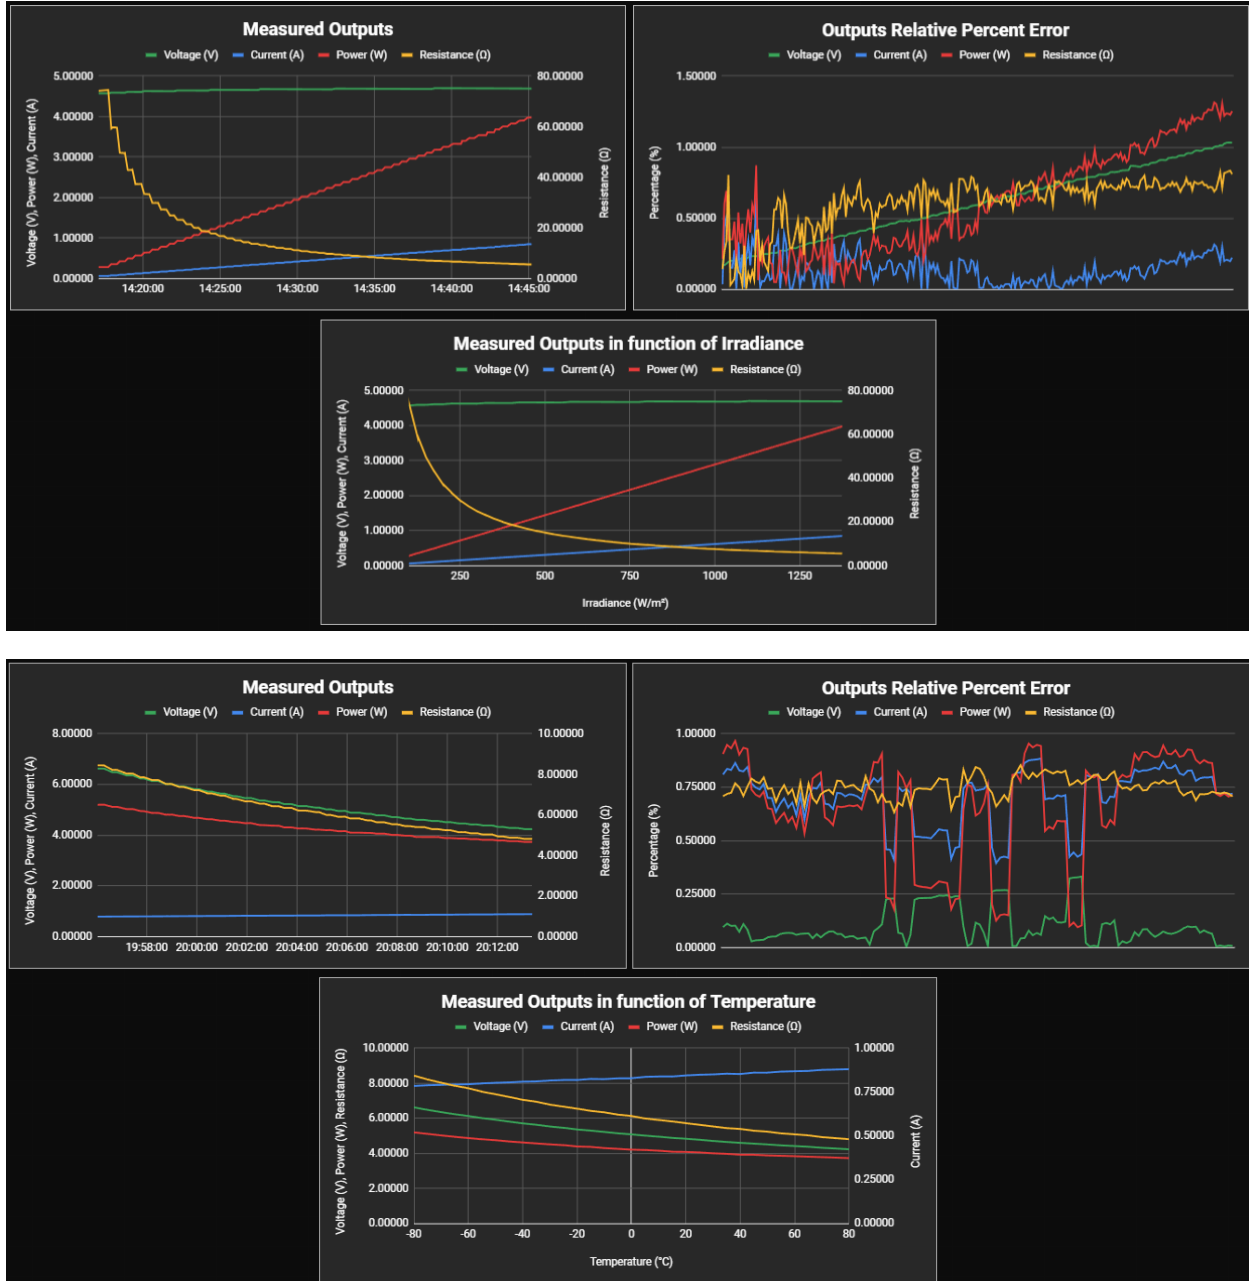 Measured Outputs
Voltage (V) Current (A) Power (W) Resistance (Ω)
Voltage (V), Power (W), Current (A)
5.00000
4.00000
3.00000
2.00000
1.00000
0.00000
80.00000
60.00000
40.00000
20.00000
0.00000
Resistance (Ω)
14:20:00 14:25:00 14:30:00 14:35:00 14:40:00 14:45:00
Outputs Relative Percent Error
Voltage (V) Current (A) Power (W) Resistance (Ω)
Percentage (%)
1.50000
1.00000
0.50000
0.00000
Measured Outputs in function of Irradiance
Voltage (V) Current (A) Power (W) Resistance (Ω)
Voltage (V), Power (W), Current (A)
5.00000
4.00000
3.00000
2.00000
1.00000
0.00000
80.00000
60.00000
40.00000
20.00000
0.00000
Resistance (Ω)
250 500 750 1000 1250
Irradiance (W/m²)
Measured Outputs
Voltage (V) Current (A) Power (W) Resistance (Ω)
Voltage (V), Power (W), Current (A)
8.00000
6.00000
4.00000
2.00000
0.00000
10.00000
8.00000
6.00000
4.00000
2.00000
0.00000
Resistance (Ω)
19:58:00 20:00:00 20:02:00 20:04:00 20:06:00 20:08:00 20:10:00 20:12:00
Outputs Relative Percent Error
Voltage (V) Current (A) Power (W) Resistance (Ω)
Percentage (%)
1.00000
0.75000
0.50000
0.25000
0.00000
Measured Outputs in function of Temperature
Voltage (V) Current (A) Power (W) Resistance (Ω)
Voltage (V), Power (W), Resistance (Ω)
10.00000
8.00000
6.00000
4.00000
2.00000
0.00000
1.00000
0.75000
0.50000
0.25000
0.00000
Current (A)
-80 -60 -40 -20 0 20 40 60 80
Temperature (°C)